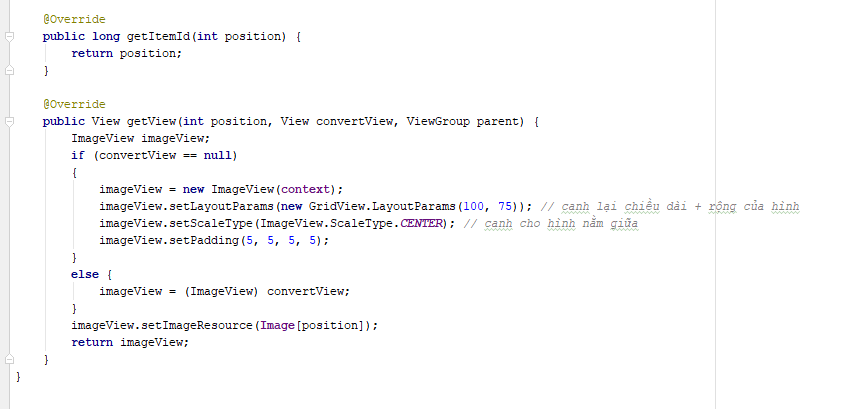 @Override
public long getItemId(int position) {
return position;
}
@Override
public View getView(int position, View convertView, ViewGroup parent) {
ImageView imageView;
if (convertView == null)
{
imageView = new ImageView(context);
imageView.setLayoutParams(new GridView.LayoutParams(100, 75)); // canh lại chiều dài + rộng của hình
imageView.setScaleType(ImageView.ScaleType.CENTER); // canh cho hình nằm giữa
imageView.setPadding(5, 5, 5, 5);
}
else {
imageView = (ImageView) convertView;
}
imageView.setImageResource(Image[position]);
return imageView;
}
}